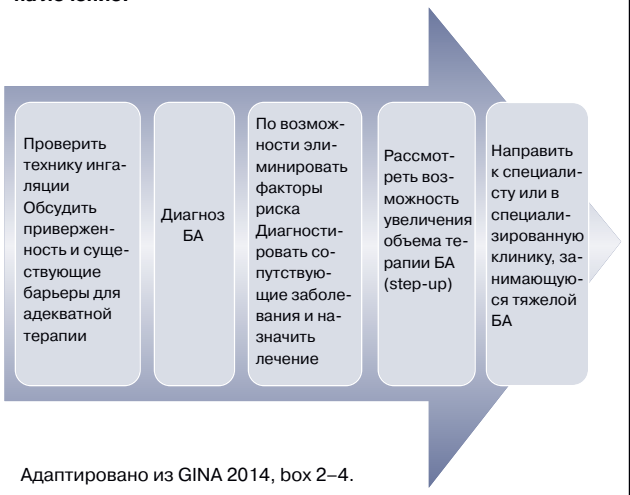 Проверить
технику инга-
ляции
Обсудить
привержен-
ность и суще-
ствующие
барьеры для
адекватной
терапии
Диагноз
БА
По возмож-
ности эли-
минировать
факторы
риска
Диагности-
ровать со-
путствую-
щие заболе-
вания и на-
значить
лечение
Рассмот-
реть воз-
можность
увеличения
объема те-
рапии БА
(step-up)
Направить
к специали-
сту или в
специали-
зированную
клинику, за-
нимающую-
ся тяжелой
БА
Адаптировано из GINA 2014, box 2–4.